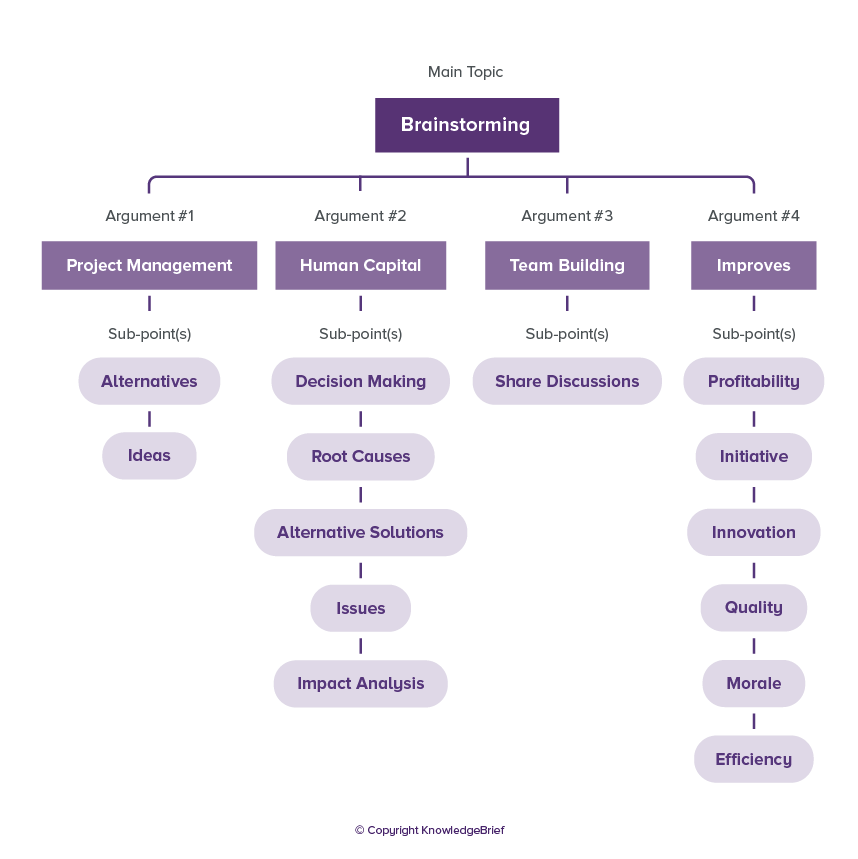 Main Topic
Brainstorming
Argument #1
Project Management
Sub-point(s)
Alternatives
Ideas
Argument #2
Human Capital
Sub-point(s)
Decision Making
Root Causes
Alternative Solutions
Issues
Impact Analysis
Argument #3
Team Building
Sub-point(s)
Share Discussions
Argument #4
Improves
Sub-point(s)
Profitability
Initiative
Innovation
Quality
Morale
Efficiency
© Copyright KnowledgeBrief